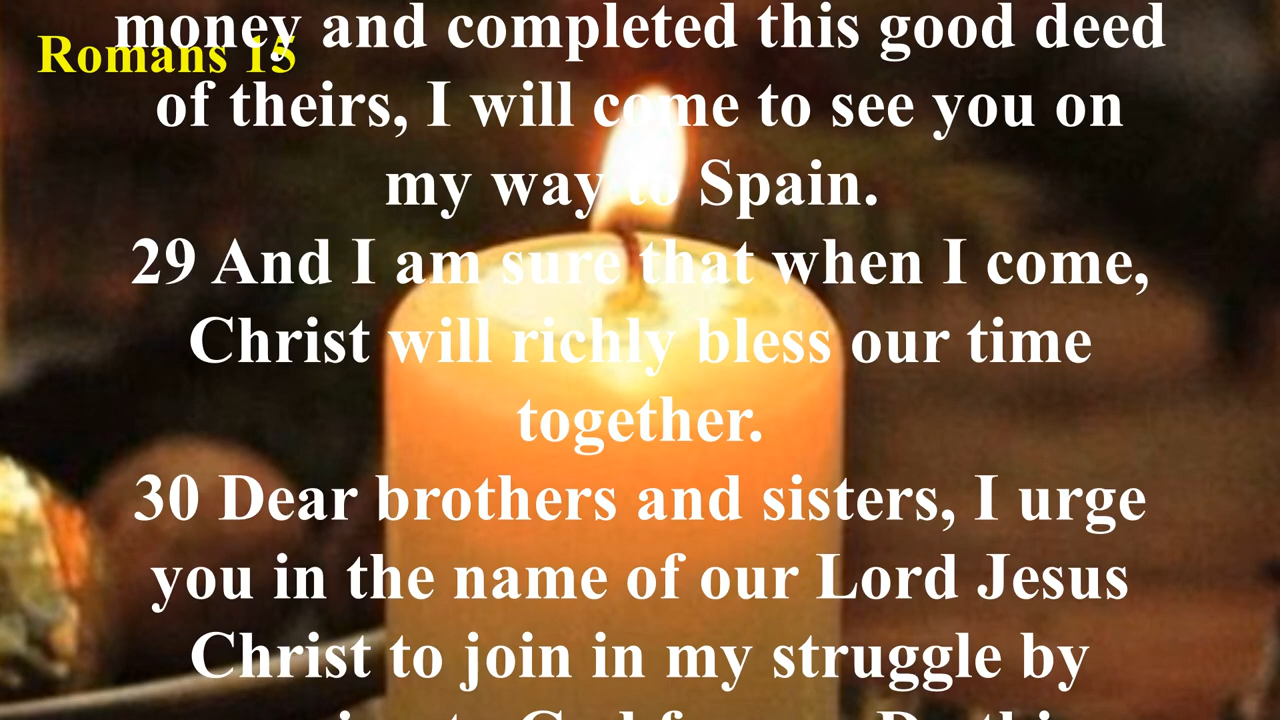 Romans 15
money and completed this good deed
of theirs, I will come to see you on
my way to Spain.
29 And I am sure that when I come,
Christ will richly bless our time
together.
30 Dear brothers and sisters, I urge
you in the name of our Lord Jesus
Christ to join in my struggle by